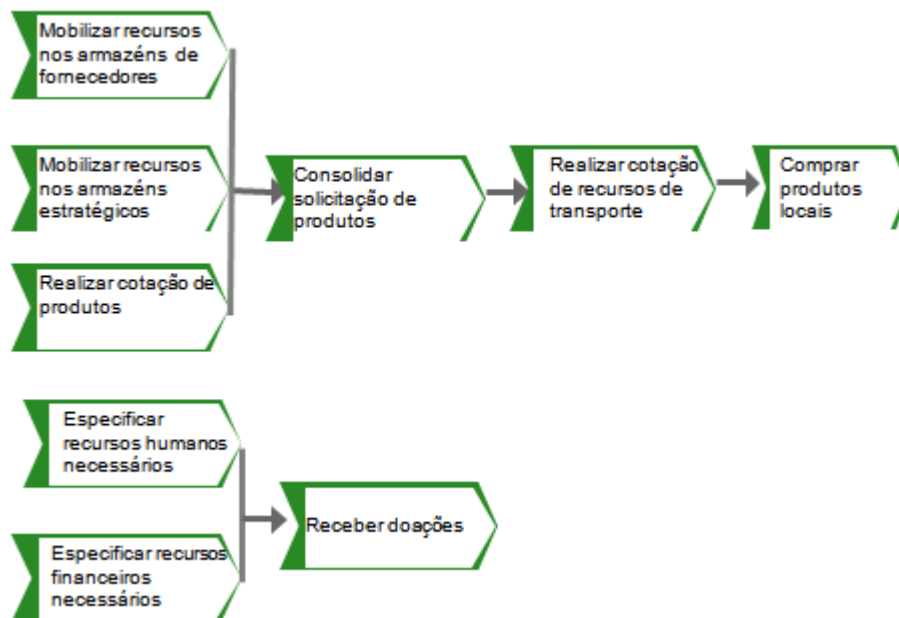 Mobilizar recursos
nos armazéns de
fornecedores
Mobilizar recursos
nos armazéns
estratégicos
Realizar cotação de
produtos
Consolidar
solicitação de
produtos
Realizar cotação
de recursos de
transporte
Comprar
produtos
locais
Especificar
recursos humanos
necessários
Especificar recursos
financeiros
necessários
Receber doações